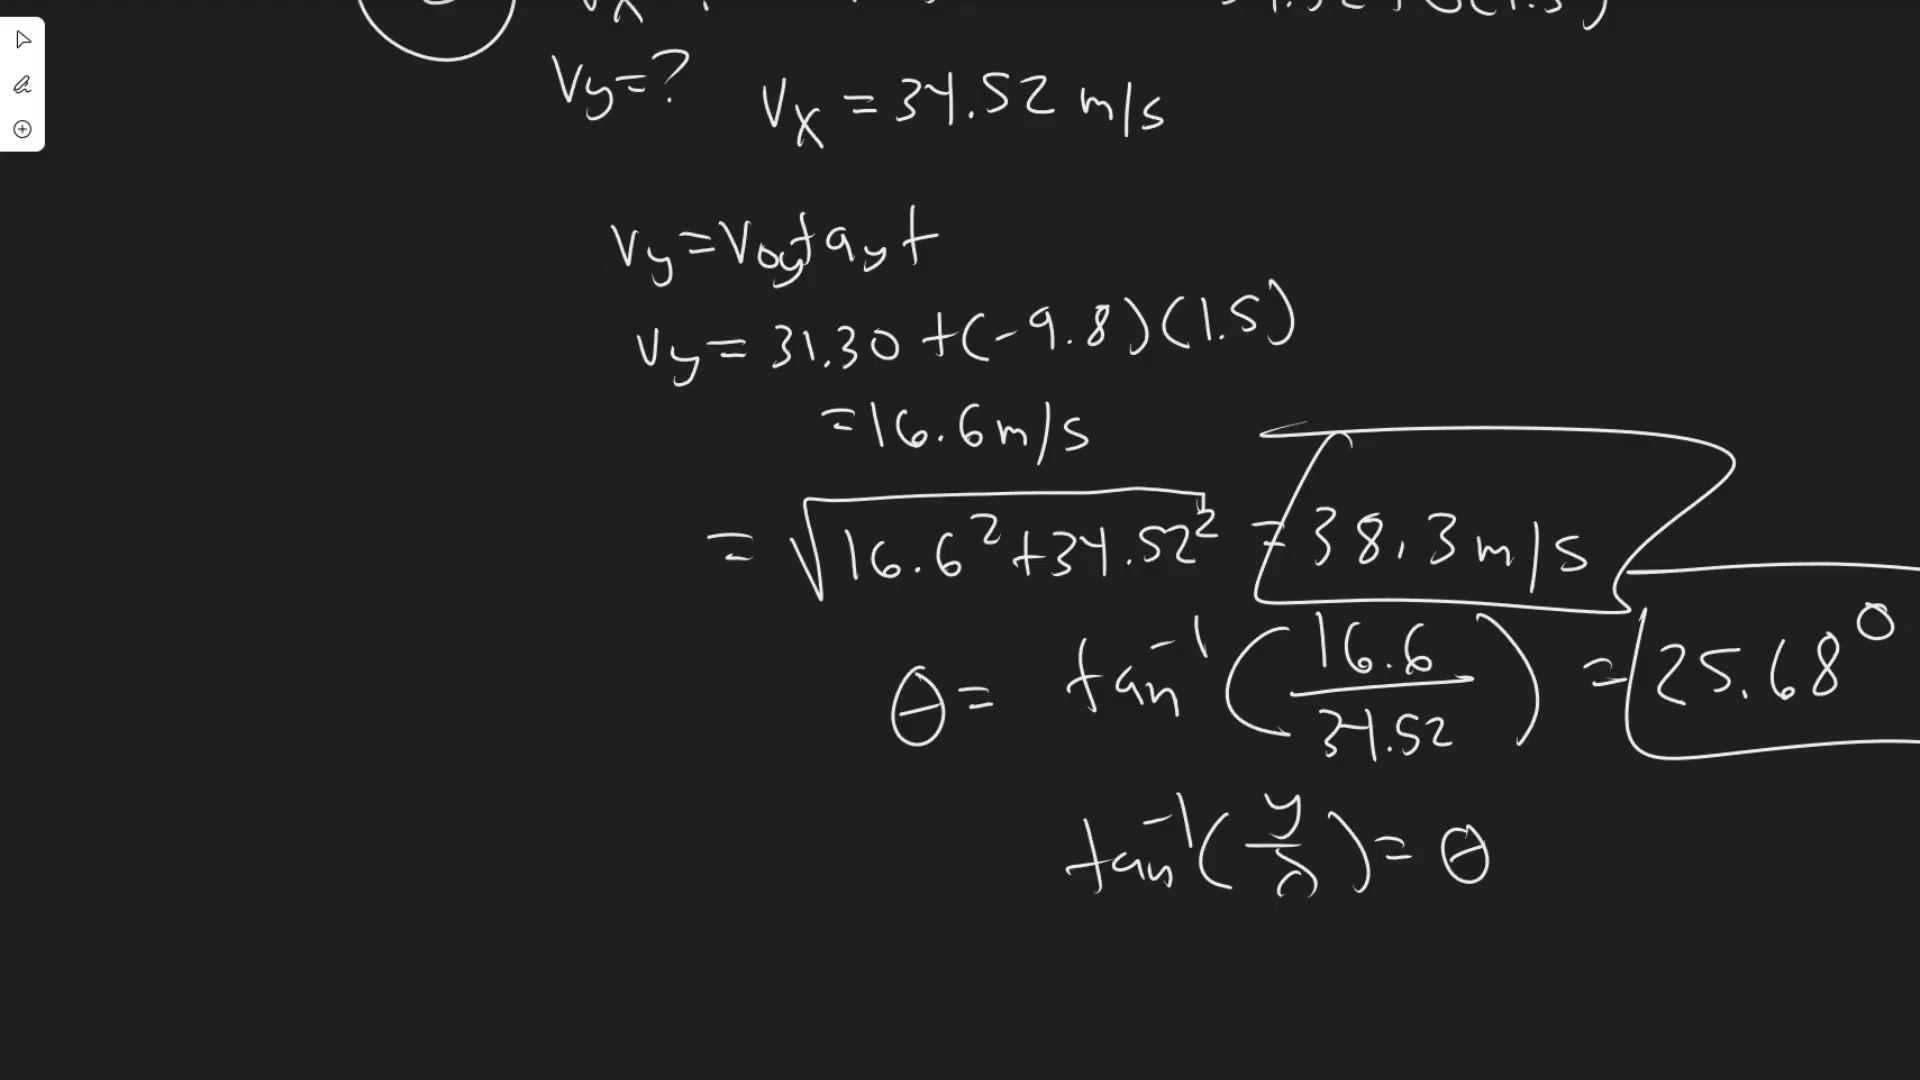 Vy=? Vx = 34.52 m/s
Vy=Voy+ayt
Vy= 31.30 +(-9.8)(1.5)
=16.6m/s
= √16.6²+34.52² =38.3m/s
θ= tan⁻¹(16.6/34.52) = 25.68°
tan⁻¹(y/x)= θ